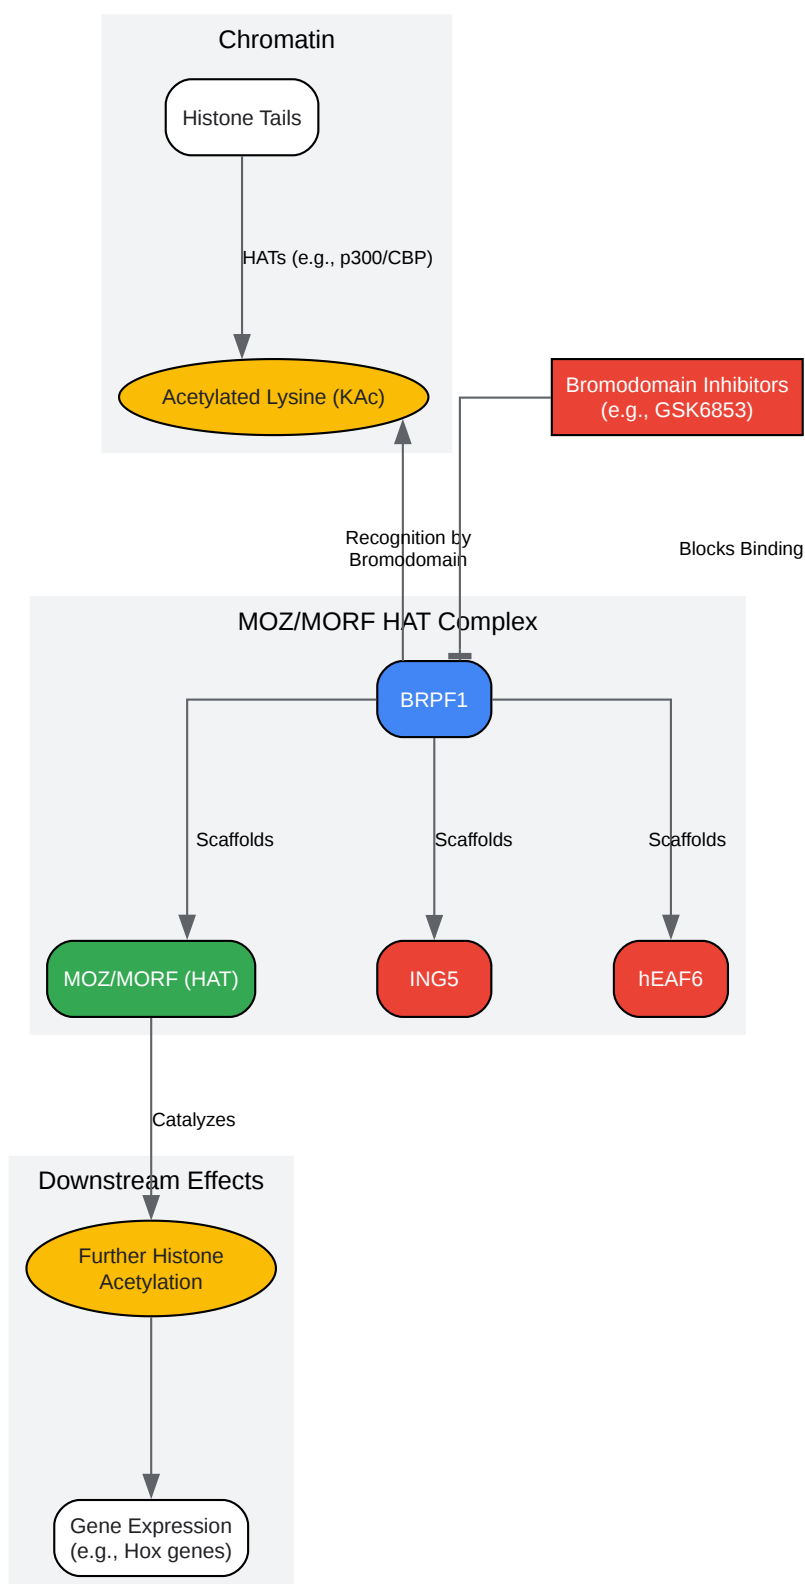 Chromatin
Histone Tails
HATs (e.g., p300/CBP)
Acetylated Lysine (KAc)
Bromodomain Inhibitors
(e.g., GSK6853)
Recognition by
Bromodomain
Blocks Binding
MOZ/MORF HAT Complex
BRPF1
Scaffolds
Scaffolds
Scaffolds
MOZ/MORF (HAT)
ING5
hEAF6
Catalyzes
Downstream Effects
Further Histone
Acetylation
Gene Expression
(e.g., Hox genes)